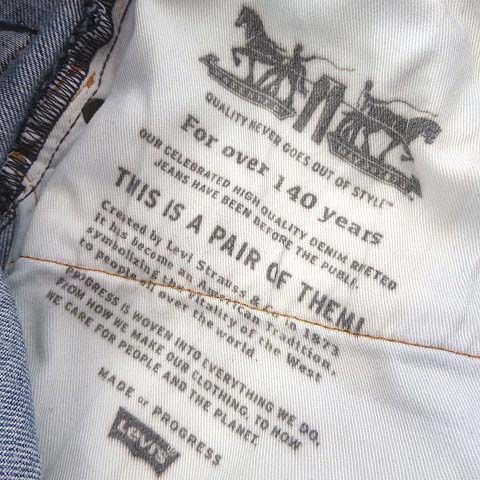 QUALITY NEVER GOES OUT OF STYLE™
For over 140 years
OUR CELEBRATED HIGH QUALITY DENIM RIETED
JEANS HAVE BEEN BEFORE THE PUBLI
THIS IS A PAIR OF THEM!
Created by Levi Strauss & Co. in 1873
it his become an American Tradition,
symbolizing the vitality of the West
to people all over the world.
PROGRESS IS WOVEN INTO EVERYTHING WE DO,
FROM HOW WE MAKE OUR CLOTHING, TO HOW
WE CARE FOR PEOPLE AND THE PLANET.
MADE OF PROGRESS
Levi's